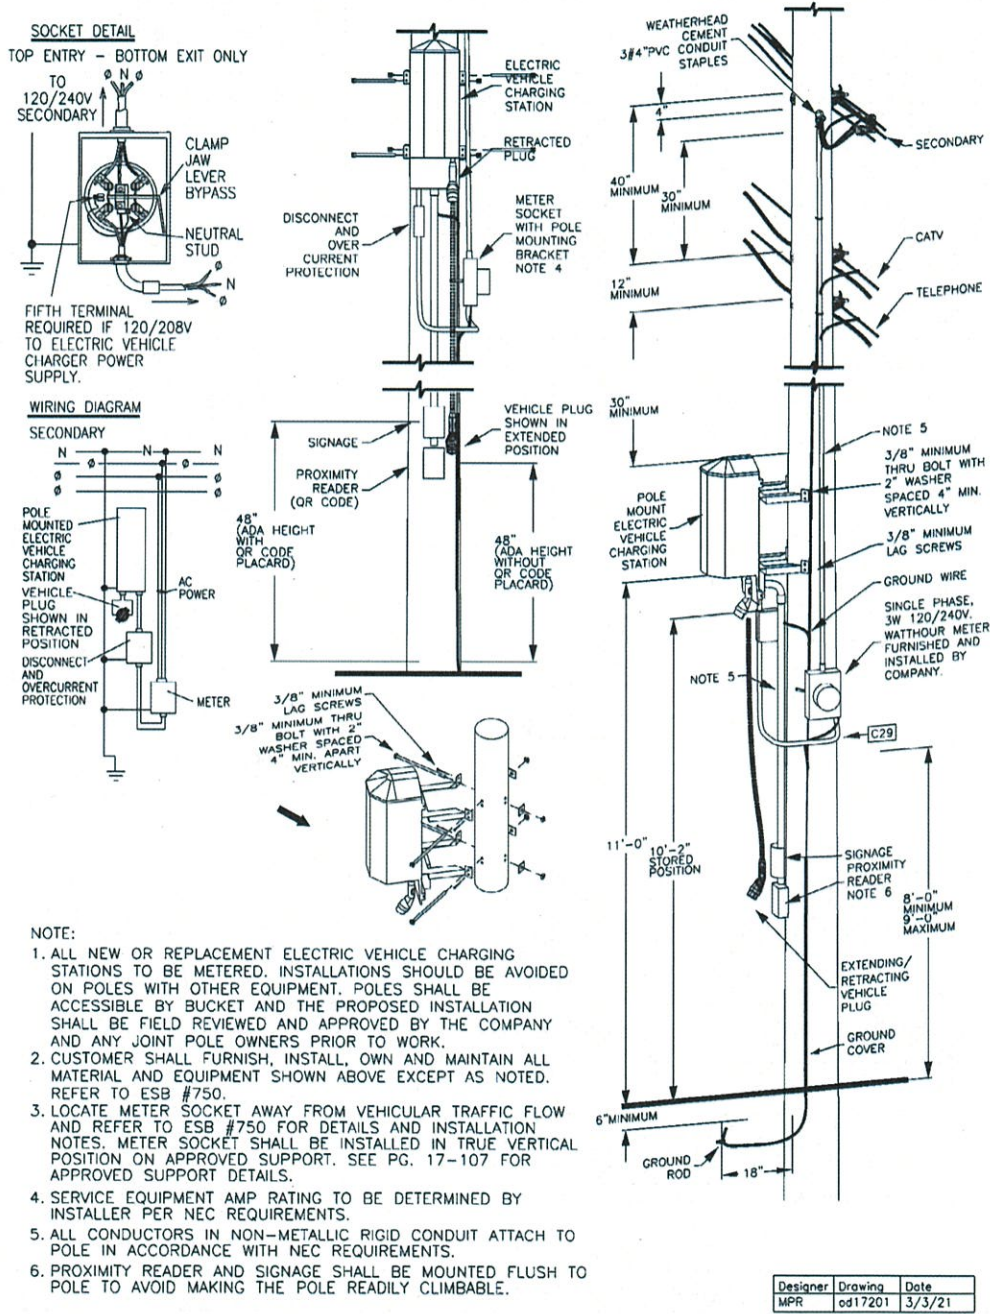 SOCKET DETAIL
TOP ENTRY - BOTTOM EXIT ONLY
Ø N Ø
TO
120/240V
SECONDARY
CLAMP
JAW
LEVER
BYPASS
NEUTRAL
STUD
Ø
N
Ø
FIFTH TERMINAL
REQUIRED IF 120/208V
TO ELECTRIC VEHICLE
CHARGER POWER
SUPPLY.
WIRING DIAGRAM
SECONDARY
N
N
N
Ø
Ø
Ø
Ø
Ø
POLE
MOUNTED
ELECTRIC
VEHICLE
CHARGING
STATION
VEHICLE
PLUG
SHOWN IN
RETRACTED
POSITION
DISCONNECT
AND
OVERCURRENT
PROTECTION
AC
POWER
METER
ELECTRIC
VEHICLE
CHARGING
STATION
RETRACTED
PLUG
DISCONNECT
AND
OVER
CURRENT
PROTECTION
METER
SOCKET
WITH POLE
MOUNTING
BRACKET
NOTE 4
SIGNAGE
PROXIMITY
READER
(QR CODE)
VEHICLE PLUG
SHOWN IN
EXTENDED
POSITION
48"
(ADA HEIGHT
WITH
QR CODE
PLACARD)
48"
(ADA HEIGHT
WITHOUT
QR CODE
PLACARD)
3/8" MINIMUM
LAG SCREWS
3/8" MINIMUM THRU
BOLT WITH 2"
WASHER SPACED
4" MIN. APART
VERTICALLY
WEATHERHEAD
CEMENT
3#4"PVC CONDUIT
STAPLES
4"
SECONDARY
40"
MINIMUM
30"
MINIMUM
CATV
12"
MINIMUM
TELEPHONE
30"
MINIMUM
NOTE 5
3/8" MINIMUM
THRU BOLT WITH
2" WASHER
SPACED 4" MIN.
VERTICALLY
POLE
MOUNT
ELECTRIC
VEHICLE
CHARGING
STATION
3/8" MINIMUM
LAG SCREWS
GROUND WIRE
SINGLE PHASE,
3W 120/240V.
WATTHOUR METER
FURNISHED AND
INSTALLED BY
COMPANY.
NOTE 5
C29
11'-0"
10'-2"
STORED
POSITION
SIGNAGE
PROXIMITY
READER
NOTE 6
8'-0"
MINIMUM
9'-0"
MAXIMUM
EXTENDING/
RETRACTING
VEHICLE
PLUG
GROUND
COVER
6"MINIMUM
GROUND
ROD
18"
NOTE:
1. ALL NEW OR REPLACEMENT ELECTRIC VEHICLE CHARGING
STATIONS TO BE METERED. INSTALLATIONS SHOULD BE AVOIDED
ON POLES WITH OTHER EQUIPMENT. POLES SHALL BE
ACCESSIBLE BY BUCKET AND THE PROPOSED INSTALLATION
SHALL BE FIELD REVIEWED AND APPROVED BY THE COMPANY
AND ANY JOINT POLE OWNERS PRIOR TO WORK.
2. CUSTOMER SHALL FURNISH, INSTALL, OWN AND MAINTAIN ALL
MATERIAL AND EQUIPMENT SHOWN ABOVE EXCEPT AS NOTED.
REFER TO ESB #750.
3. LOCATE METER SOCKET AWAY FROM VEHICULAR TRAFFIC FLOW
AND REFER TO ESB #750 FOR DETAILS AND INSTALLATION
NOTES. METER SOCKET SHALL BE INSTALLED IN TRUE VERTICAL
POSITION ON APPROVED SUPPORT. SEE PG. 17-107 FOR
APPROVED SUPPORT DETAILS.
4. SERVICE EQUIPMENT AMP RATING TO BE DETERMINED BY
INSTALLER PER NEC REQUIREMENTS.
5. ALL CONDUCTORS IN NON-METALLIC RIGID CONDUIT ATTACH TO
POLE IN ACCORDANCE WITH NEC REQUIREMENTS.
6. PROXIMITY READER AND SIGNAGE SHALL BE MOUNTED FLUSH TO
POLE TO AVOID MAKING THE POLE READILY CLIMBABLE.
Designer Drawing Date
MPR od17201 3/3/21